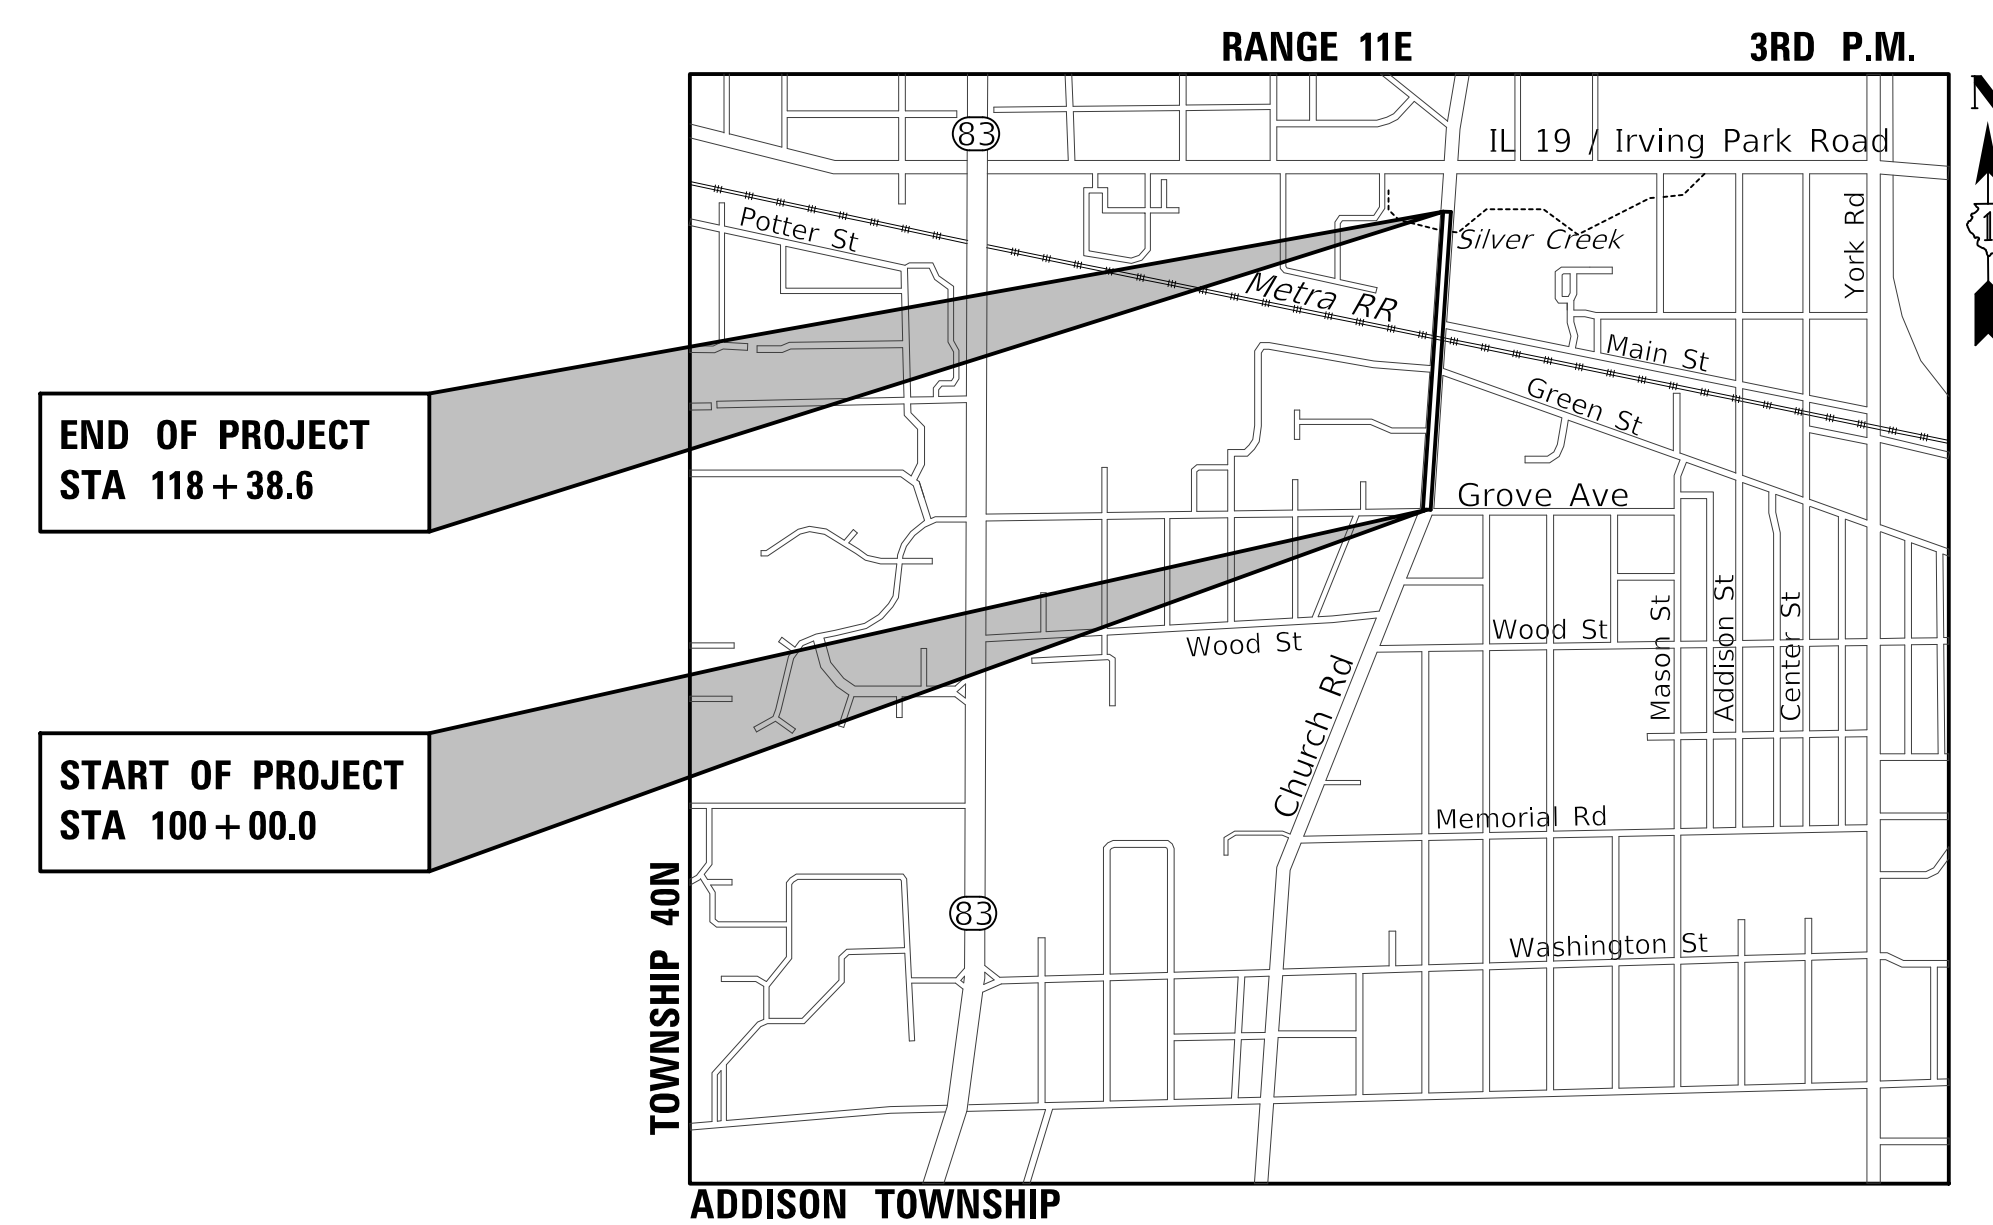 RANGE 11E
3RD P.M.
N
83
IL 19 / Irving Park Road
Potter St
York Rd
Silver Creek
Metra RR
Main St
Green St
END OF PROJECT
STA 118+38.6
Grove Ave
Wood St
Wood St
Mason St
Addison St
Center St
Church Rd
START OF PROJECT
STA 100+00.0
Memorial Rd
TOWNSHIP 40N
83
Washington St
ADDISON TOWNSHIP